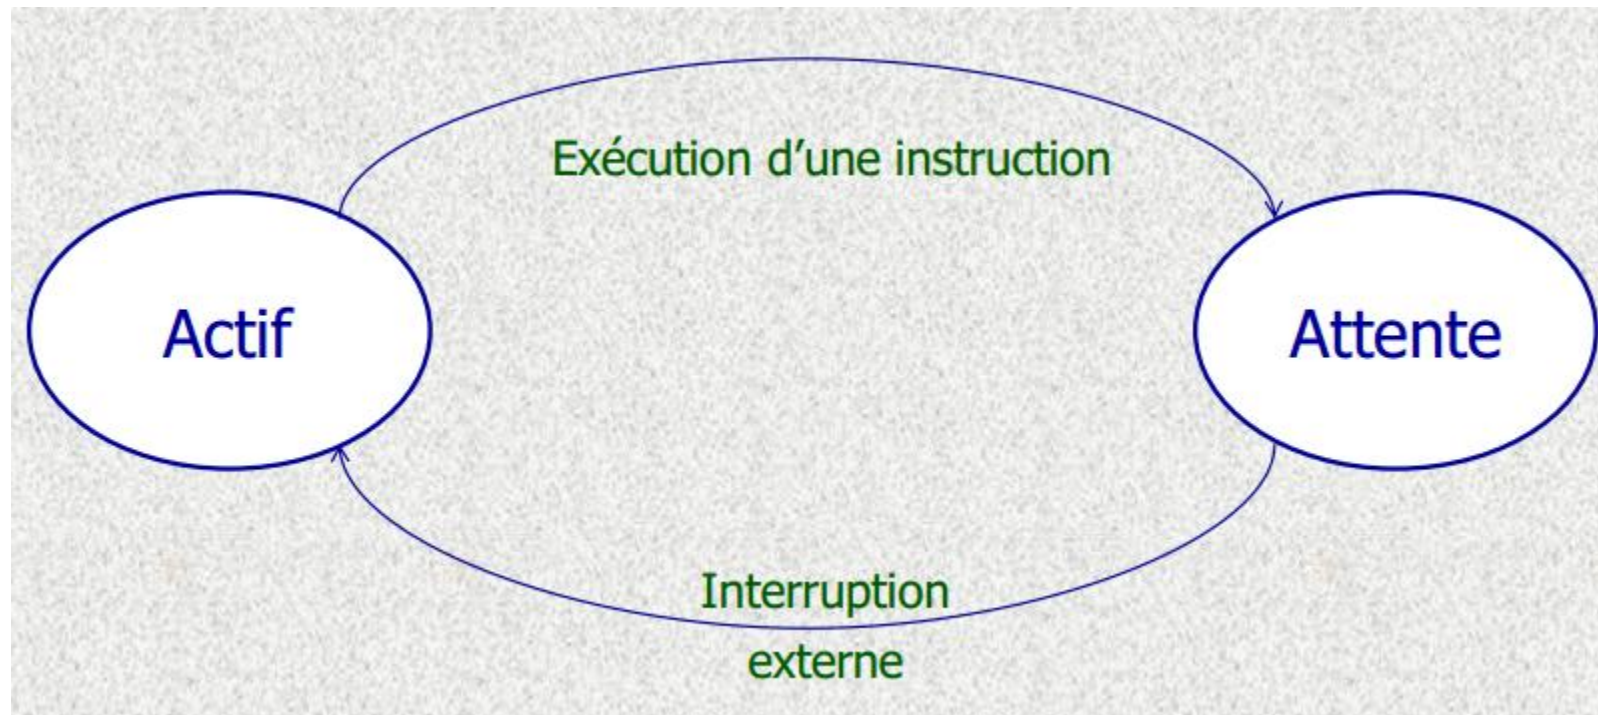 Exécution d’une instruction
Actif
Attente
Interruption
externe